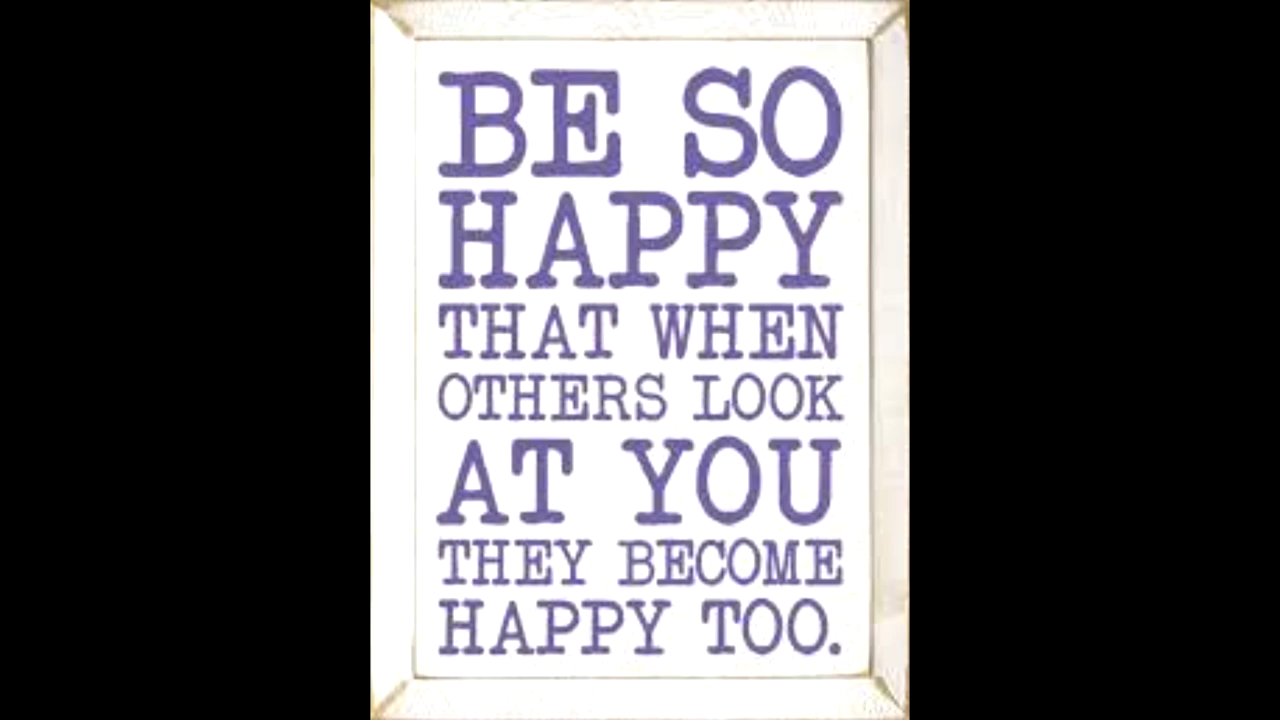 BE SO
HAPPY
THAT WHEN
OTHERS LOOK
AT YOU
THEY BECOME
HAPPY TOO.